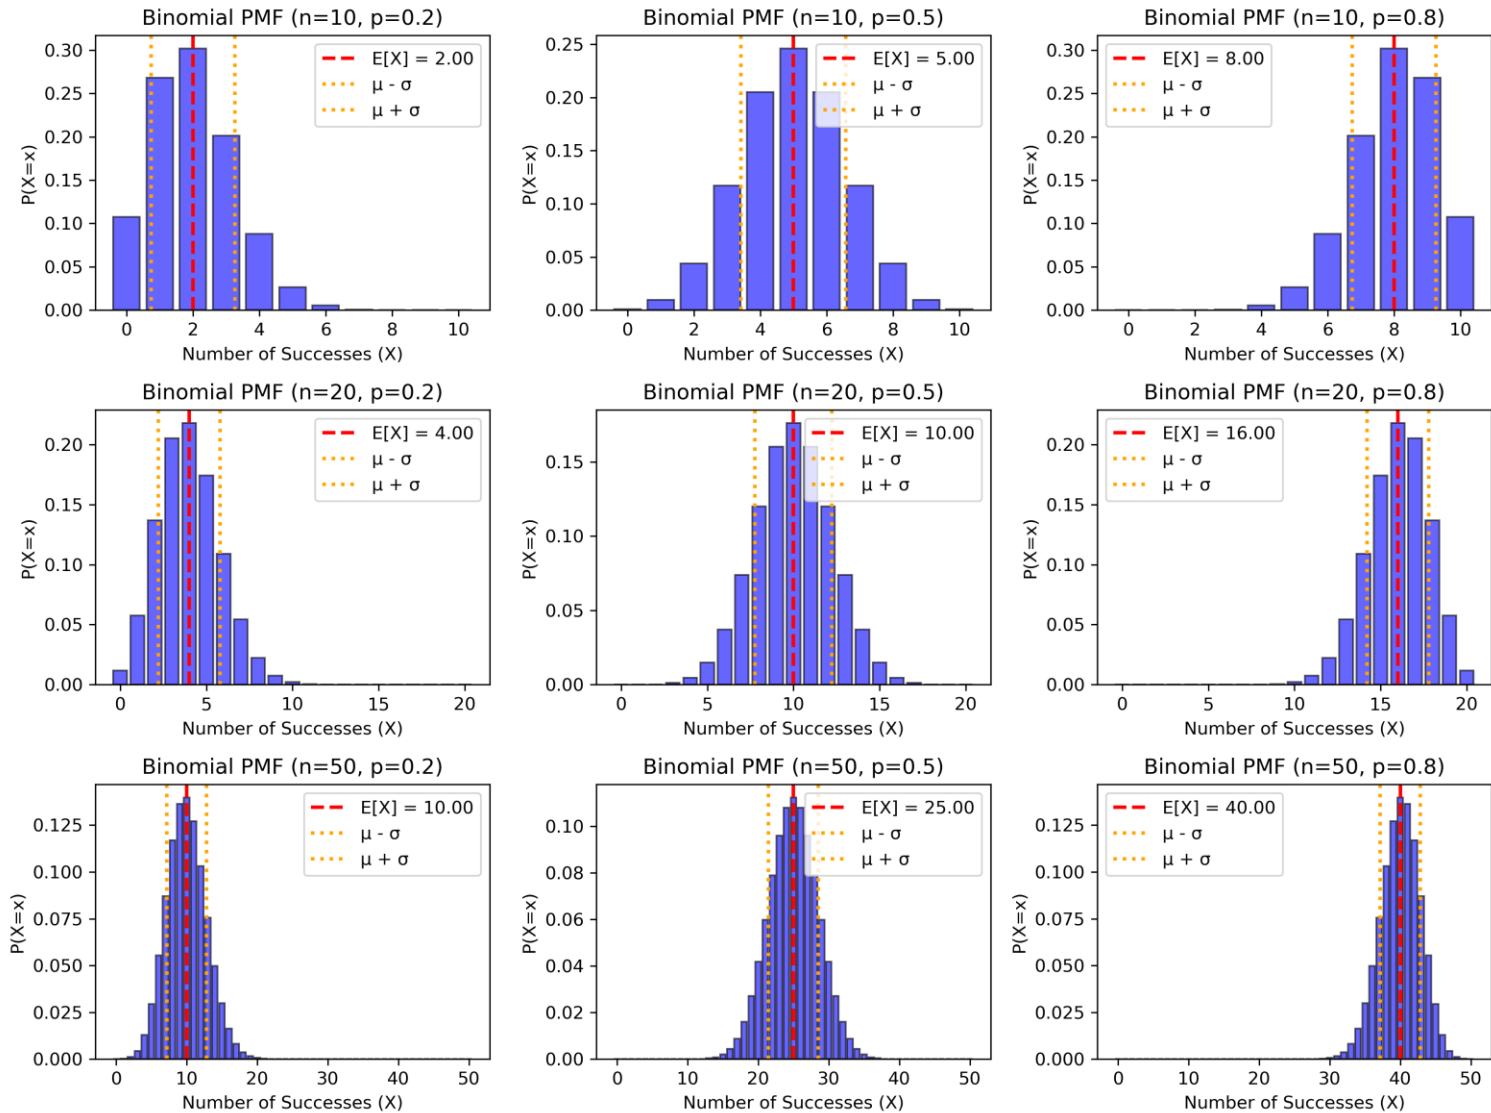 Binomial PMF (n=10, p=0.2)
P(X=x)
0.30
0.25
0.20
0.15
0.10
0.05
0.00
E[X] = 2.00
μ - σ
μ + σ
0 2 4 6 8 10
Number of Successes (X)
Binomial PMF (n=10, p=0.5)
P(X=x)
0.25
0.20
0.15
0.10
0.05
0.00
E[X] = 5.00
μ - σ
μ + σ
0 2 4 6 8 10
Number of Successes (X)
Binomial PMF (n=10, p=0.8)
P(X=x)
0.30
0.25
0.20
0.15
0.10
0.05
0.00
E[X] = 8.00
μ - σ
μ + σ
0 2 4 6 8 10
Number of Successes (X)
Binomial PMF (n=20, p=0.2)
P(X=x)
0.20
0.15
0.10
0.05
0.00
E[X] = 4.00
μ - σ
μ + σ
0 5 10 15 20
Number of Successes (X)
Binomial PMF (n=20, p=0.5)
P(X=x)
0.15
0.10
0.05
0.00
E[X] = 10.00
μ - σ
μ + σ
0 5 10 15 20
Number of Successes (X)
Binomial PMF (n=20, p=0.8)
P(X=x)
0.20
0.15
0.10
0.05
0.00
E[X] = 16.00
μ - σ
μ + σ
0 5 10 15 20
Number of Successes (X)
Binomial PMF (n=50, p=0.2)
P(X=x)
0.125
0.100
0.075
0.050
0.025
0.000
E[X] = 10.00
μ - σ
μ + σ
0 10 20 30 40 50
Number of Successes (X)
Binomial PMF (n=50, p=0.5)
P(X=x)
0.10
0.08
0.06
0.04
0.02
0.00
E[X] = 25.00
μ - σ
μ + σ
0 10 20 30 40 50
Number of Successes (X)
Binomial PMF (n=50, p=0.8)
P(X=x)
0.125
0.100
0.075
0.050
0.025
0.000
E[X] = 40.00
μ - σ
μ + σ
0 10 20 30 40 50
Number of Successes (X)